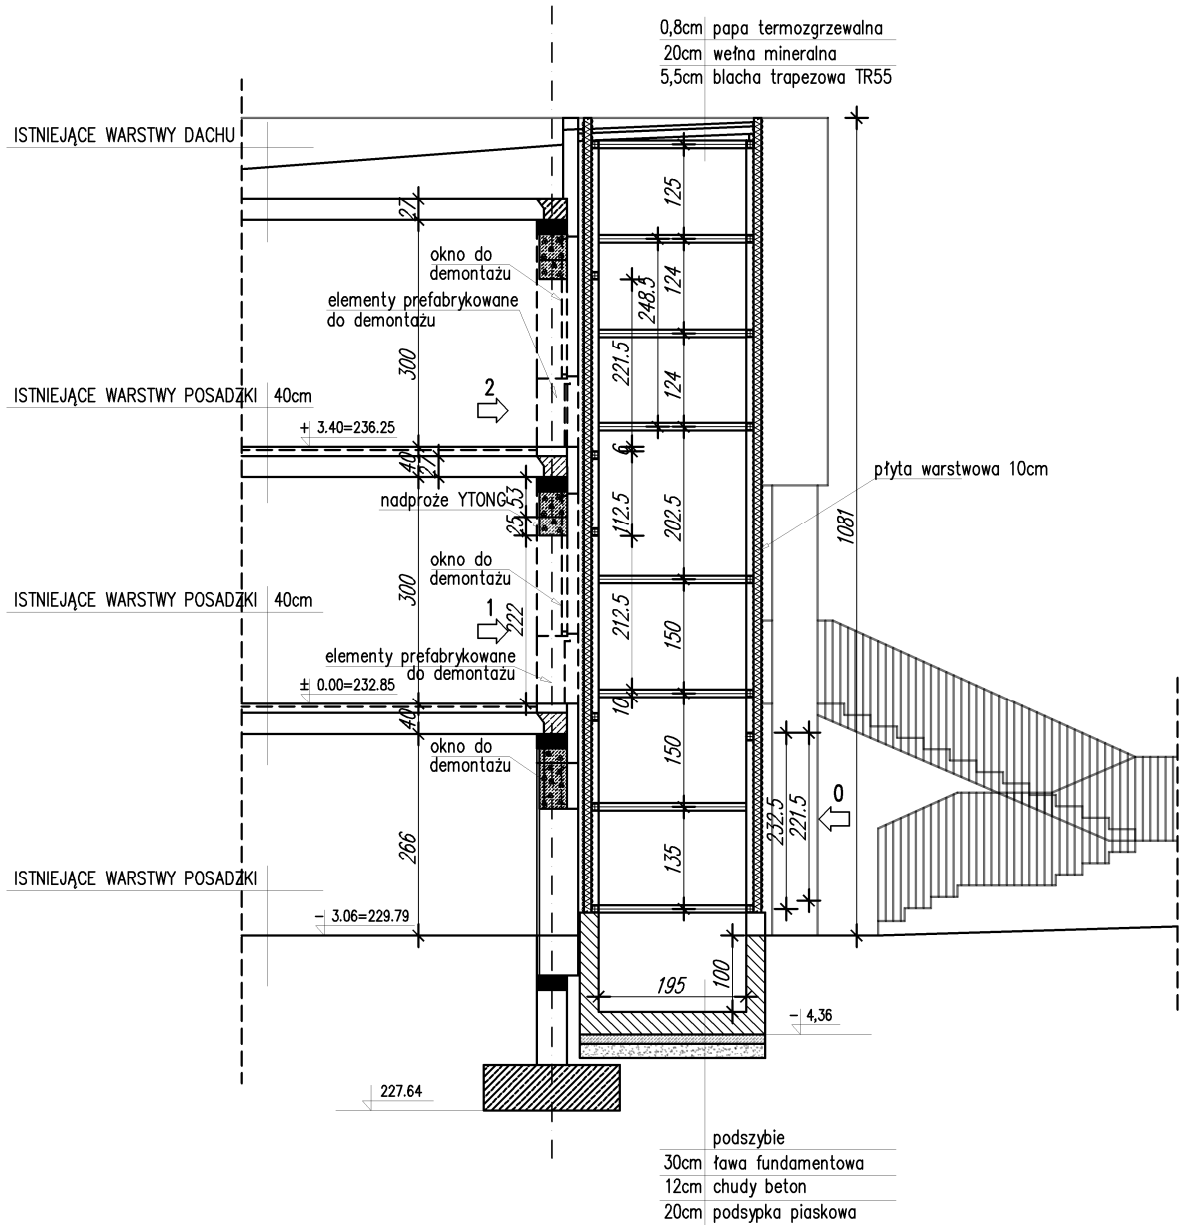 0,8cm papa termozgrzewalna
20cm wełna mineralna
5,5cm blacha trapezowa TR55
ISTNIEJĄCE WARSTWY DACHU
27
125
okno do
demontażu
elementy prefabrykowane
do demontażu
300
248.5
124
221.5
124
2
ISTNIEJĄCE WARSTWY POSADZKI 40cm
+ 3.40=236.25
40
27
6
płyta warstwowa 10cm
nadproże YTONG
53
25
112.5
202.5
1081
okno do
demontażu
ISTNIEJĄCE WARSTWY POSADZKI 40cm
300
1
222
212.5
150
elementy prefabrykowane
do demontażu
± 0.00=232.85
40
10
okno do
demontażu
150
232.5
221.5
0
266
135
ISTNIEJĄCE WARSTWY POSADZKI
- 3.06=229.79
195
100
- 4,36
227.64
podszybie
30cm ława fundamentowa
12cm chudy beton
20cm podsypka piaskowa